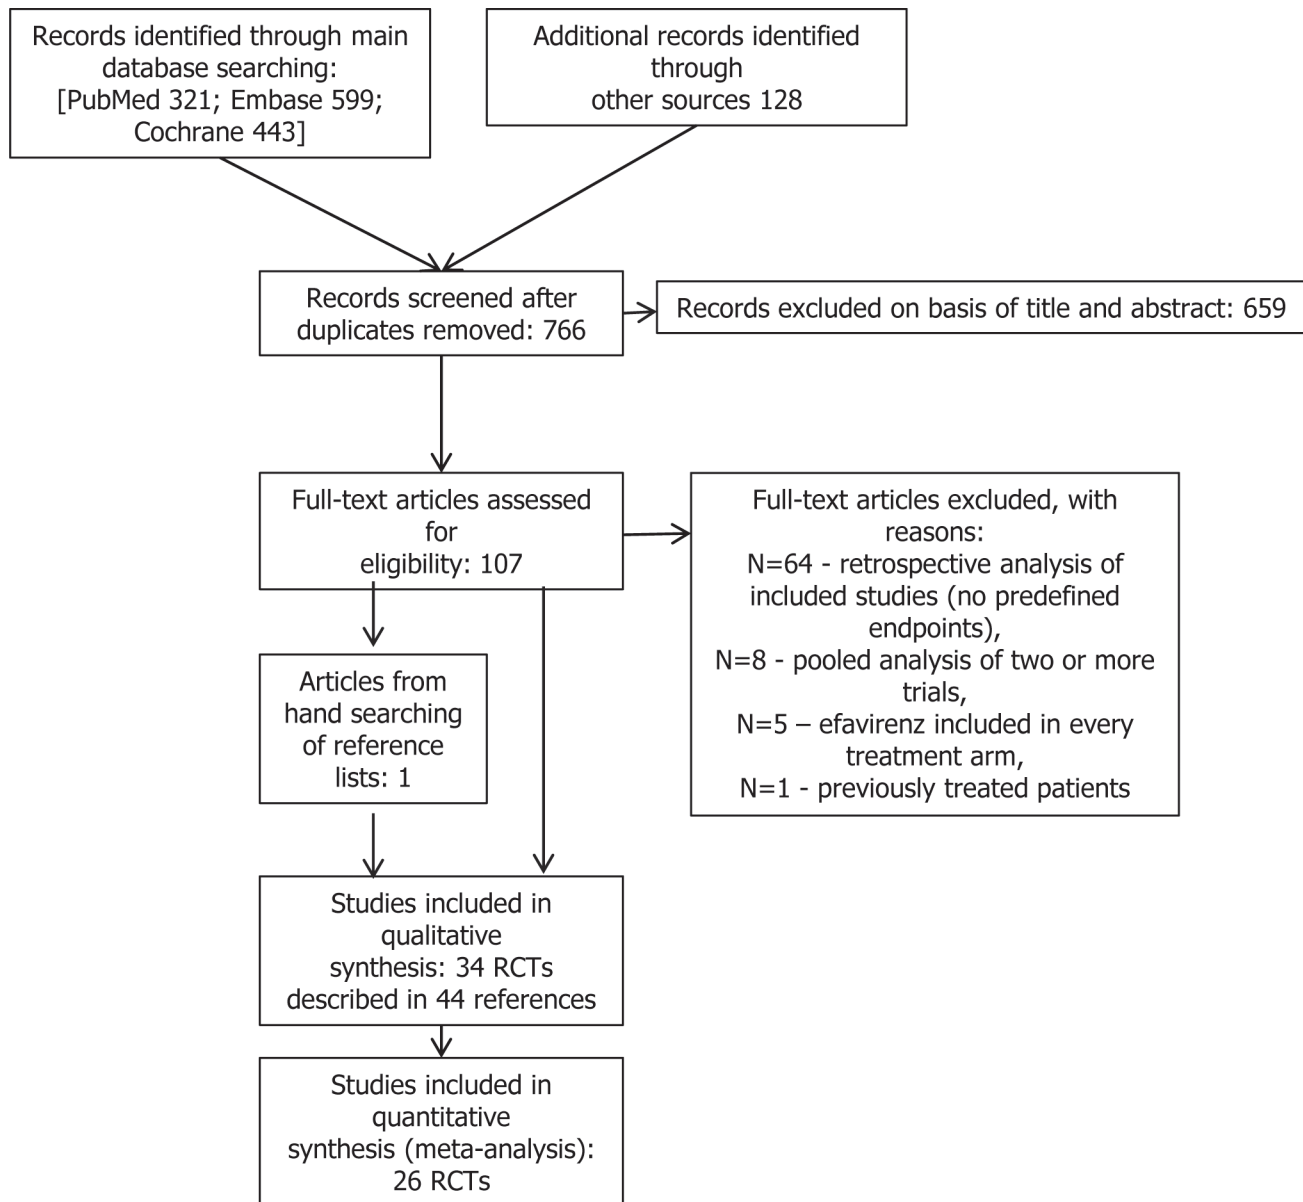 Records identified through main
database searching:
[PubMed 321; Embase 599;
Cochrane 443]
Additional records identified
through
other sources 128
Records screened after
duplicates removed: 766
Records excluded on basis of title and abstract: 659
Full-text articles assessed
for
eligibility: 107
Full-text articles excluded, with
reasons:
N=64 - retrospective analysis of
included studies (no predefined
endpoints),
N=8 - pooled analysis of two or more
trials,
N=5 – efavirenz included in every
treatment arm,
N=1 - previously treated patients
Articles from
hand searching
of reference
lists: 1
Studies included in
qualitative
synthesis: 34 RCTs
described in 44 references
Studies included in
quantitative
synthesis (meta-analysis):
26 RCTs